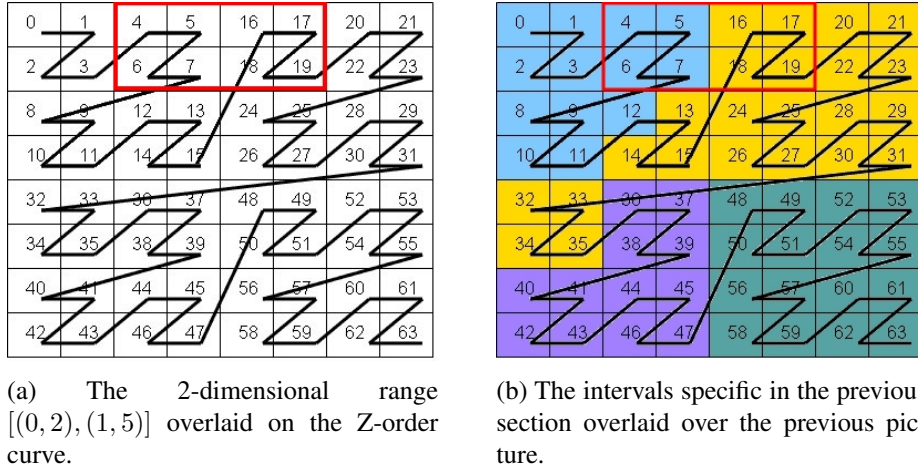 0 1 4 5 16 17 20 21
2 3 6 7 18 19 22 23
8 9 12 13 24 25 28 29
10 11 14 15 26 27 30 31
32 33 36 37 48 49 52 53
34 35 38 39 50 51 54 55
40 41 44 45 56 57 60 61
42 43 46 47 58 59 62 63
(a) The 2-dimensional range
[(0, 2), (1, 5)] overlaid on the Z-order
curve.
0 1 4 5 16 17 20 21
2 3 6 7 18 19 22 23
8 9 12 13 24 25 28 29
10 11 14 15 26 27 30 31
32 33 36 37 48 49 52 53
34 35 38 39 50 51 54 55
40 41 44 45 56 57 60 61
42 43 46 47 58 59 62 63
(b) The intervals specific in the previou
section overlaid over the previous pic
ture.